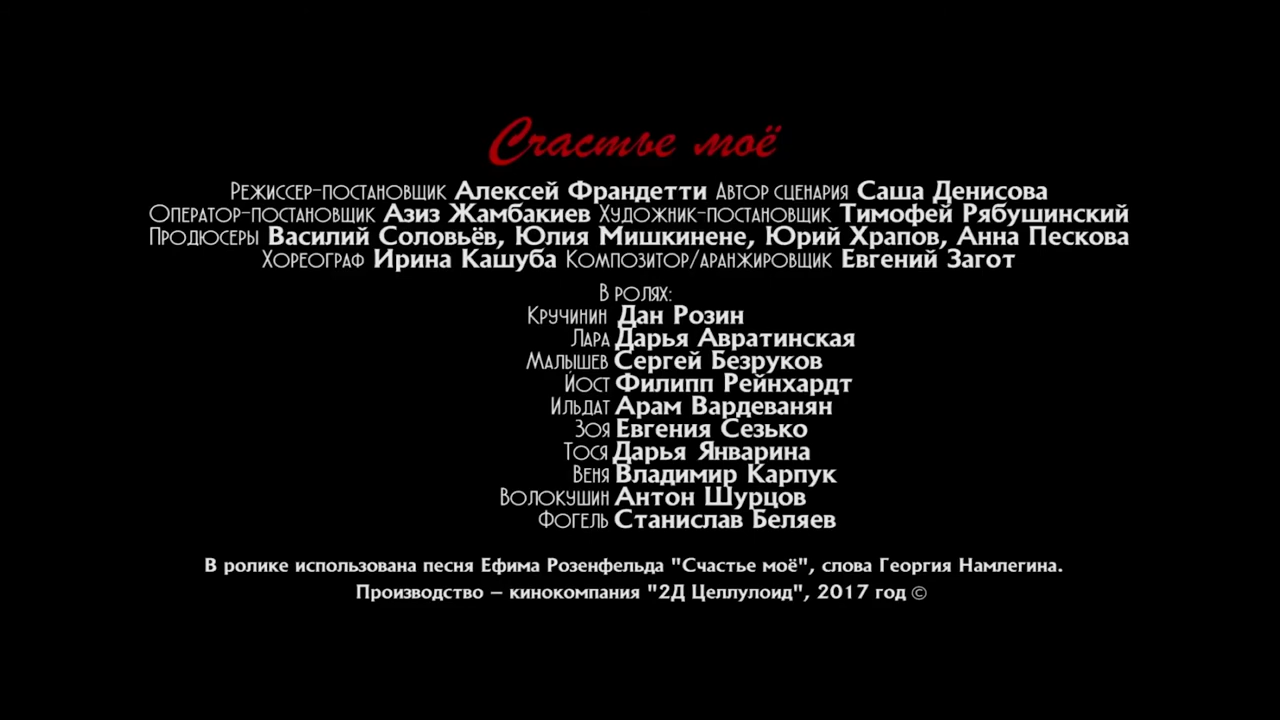 Счастье моё
Режиссер-постановщик Алексей Франдетти Автор сценария Саша Денисова
Оператор-постановщик Азиз Жамбакиев Художник-постановщик Тимофей Рябушинский
Продюсеры Василий Соловьёв, Юлия Мишкинене, Юрий Храпов, Анна Пескова
Хореограф Ирина Кашуба Композитор/аранжировщик Евгений Загот
В ролях:
Кручинин Дан Розин
Лара Дарья Авратинская
Малышев Сергей Безруков
Йост Филипп Рейнхардт
Ильдат Арам Вардеванян
Зоя Евгения Сезько
Тося Дарья Январина
Веня Владимир Карпук
Волокушин Антон Шурцов
Фогель Станислав Беляев
В ролике использована песня Ефима Розенфельда "Счастье моё", слова Георгия Намлегина.
Производство – кинокомпания "2Д Целлулоид", 2017 год ©